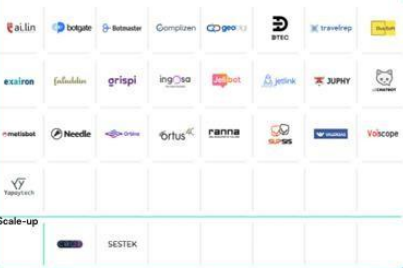 ai.lin
botgate
Botmaster
Complizen
geo
BTEC
travelrep
exairon
grispi
ingosa
Jetbot
jetlink
JUPHY
metisbot
Needle
ortus
ranna
SUPSIS
Voiscope
Yapaytech
Scale-up
SESTEK